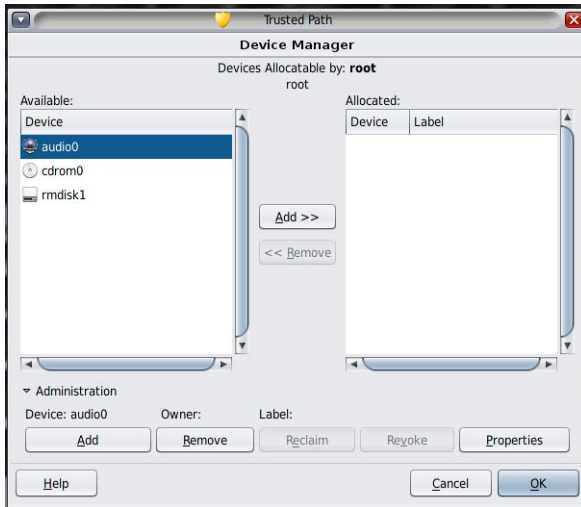 Trusted Path
Device Manager
Devices Allocatable by: root
root
Available:
Allocated:
Device
Device Label
audio0
cdrom0
rmdisk1
Add >>
<< Remove
Administration
Device: audio0 Owner: Label:
Add Remove Reclaim Revoke Properties
Help Cancel OK